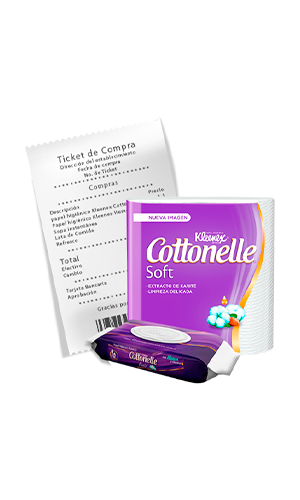 Ticket de Compra
Dirección del establecimiento
Fecha de compra
No. de Ticket
Compras
Descripción
Precio
papel higiénico Kleenex Cotto
Papel higiénico Kleenex
Sopa instantánea
Lata de Comida
Refresco
Total
Efectivo
Cambio
Tarjeta Bancaria
Aprobación
Gracias por
NUEVA IMAGEN
Kleenex
Cottonelle
Soft
EXTRACTO DE
LIMPIEZA DELICADA
Cottonelle